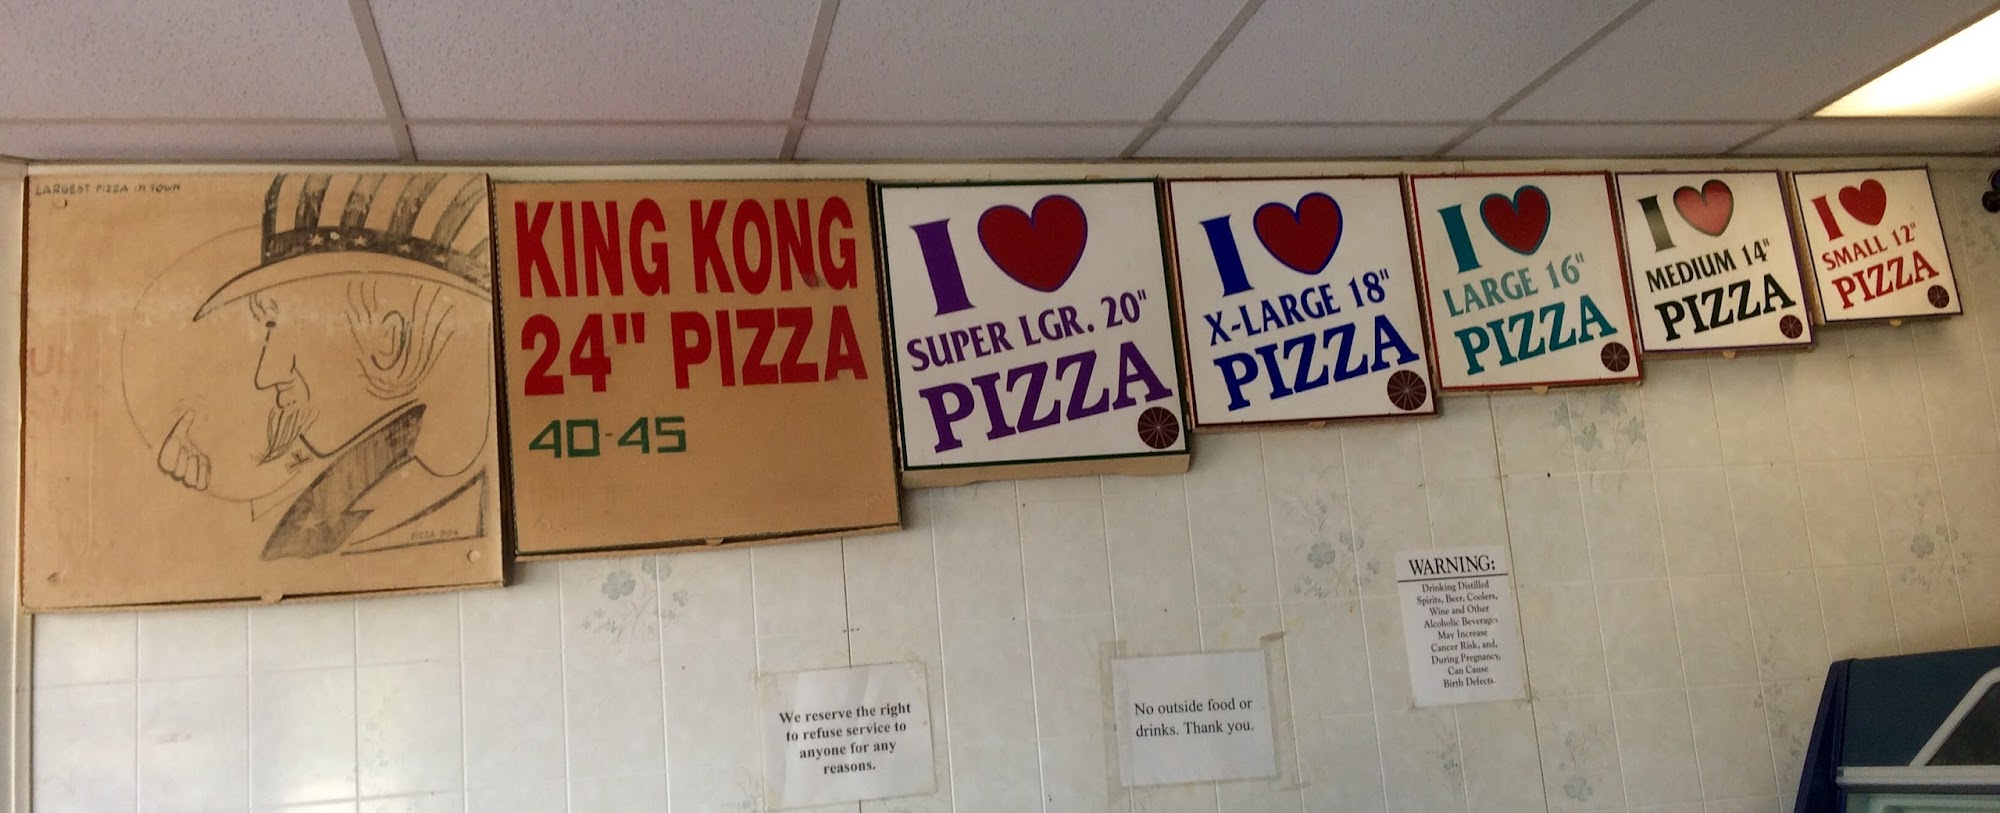 LARGEST PIZZA IN TOWN
KING KONG
24" PIZZA
40-45
I
SUPER LGR. 20"
PIZZA
I
X-LARGE 18"
PIZZA
I
LARGE 16"
PIZZA
I
MEDIUM 14"
PIZZA
I
SMALL 12"
PIZZA
We reserve the right
to refuse service to
anyone for any
reasons.
No outside food or
drinks. Thank you.
WARNING:
Drinking Distilled
Spirits, Beer, Coolers,
Wine and Other
Alcoholic Beverages
May Increase
Cancer Risk, and,
During Pregnancy,
Can Cause
Birth Defects